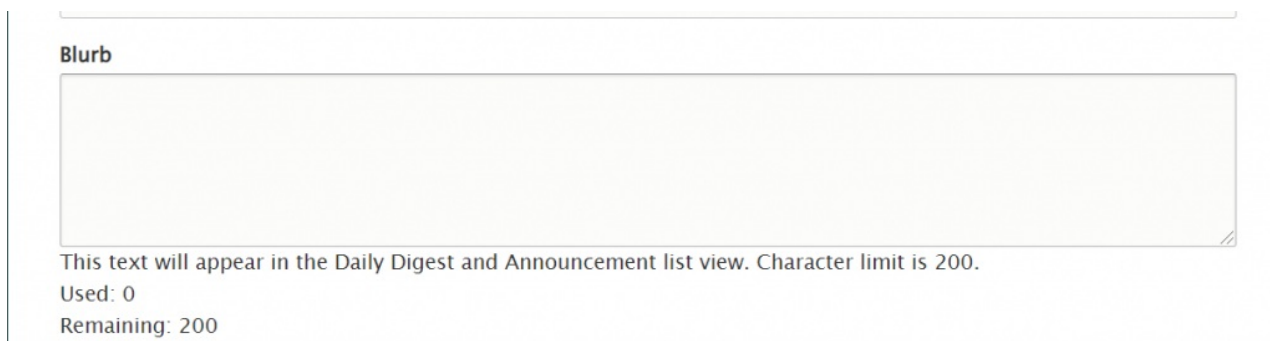 Blurb
This text will appear in the Daily Digest and Announcement list view. Character limit is 200.
Used: 0
Remaining: 200